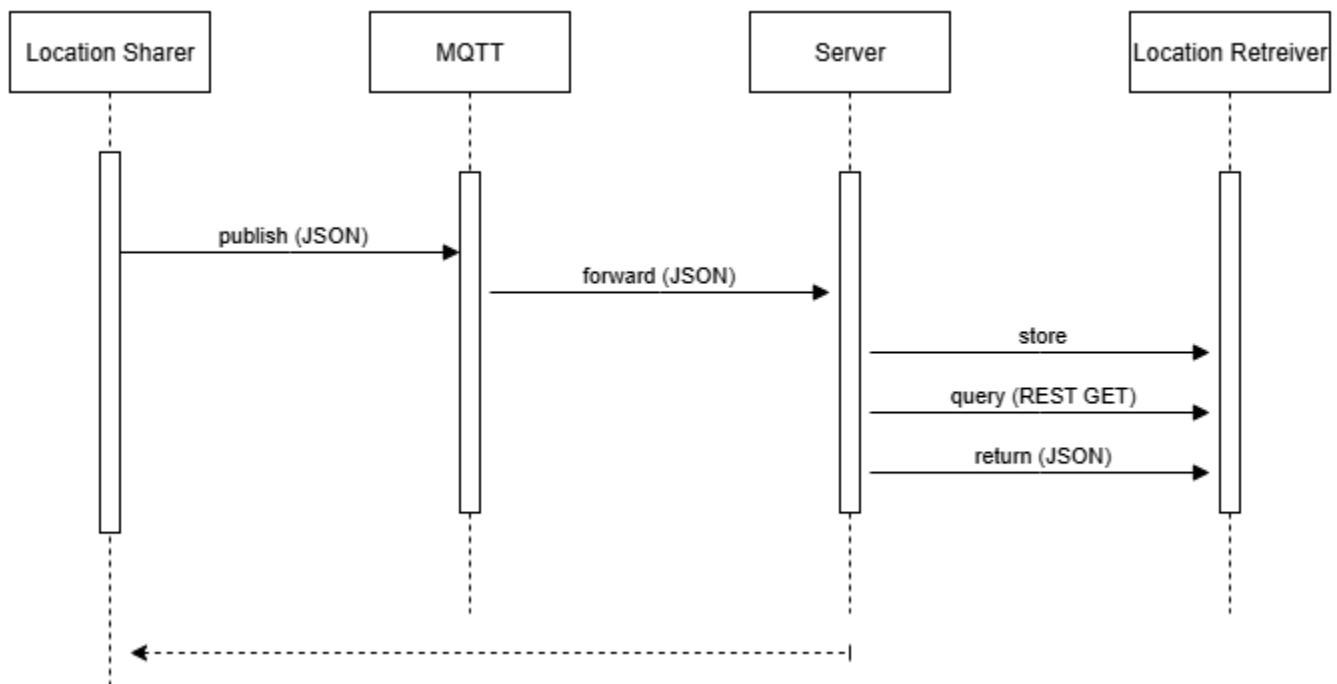 Location Sharer
MQTT
Server
Location Retreiver
publish (JSON)
forward (JSON)
store
query (REST GET)
return (JSON)